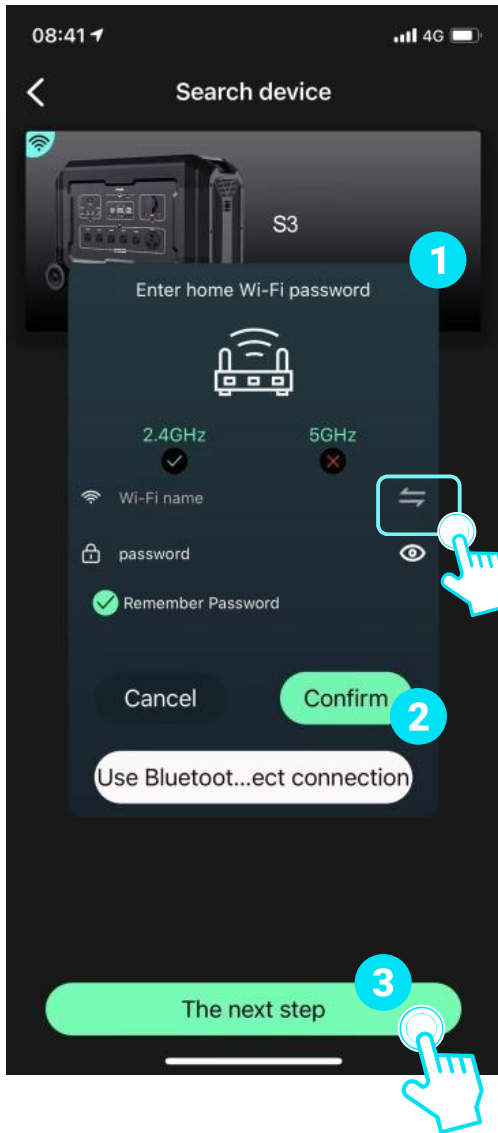 08:41
4G
Search device
S3
1
Enter home Wi-Fi password
2.4GHz
5GHz
Wi-Fi name
password
Remember Password
Cancel
Confirm
2
Use Bluetoot...ect connection
3
The next step